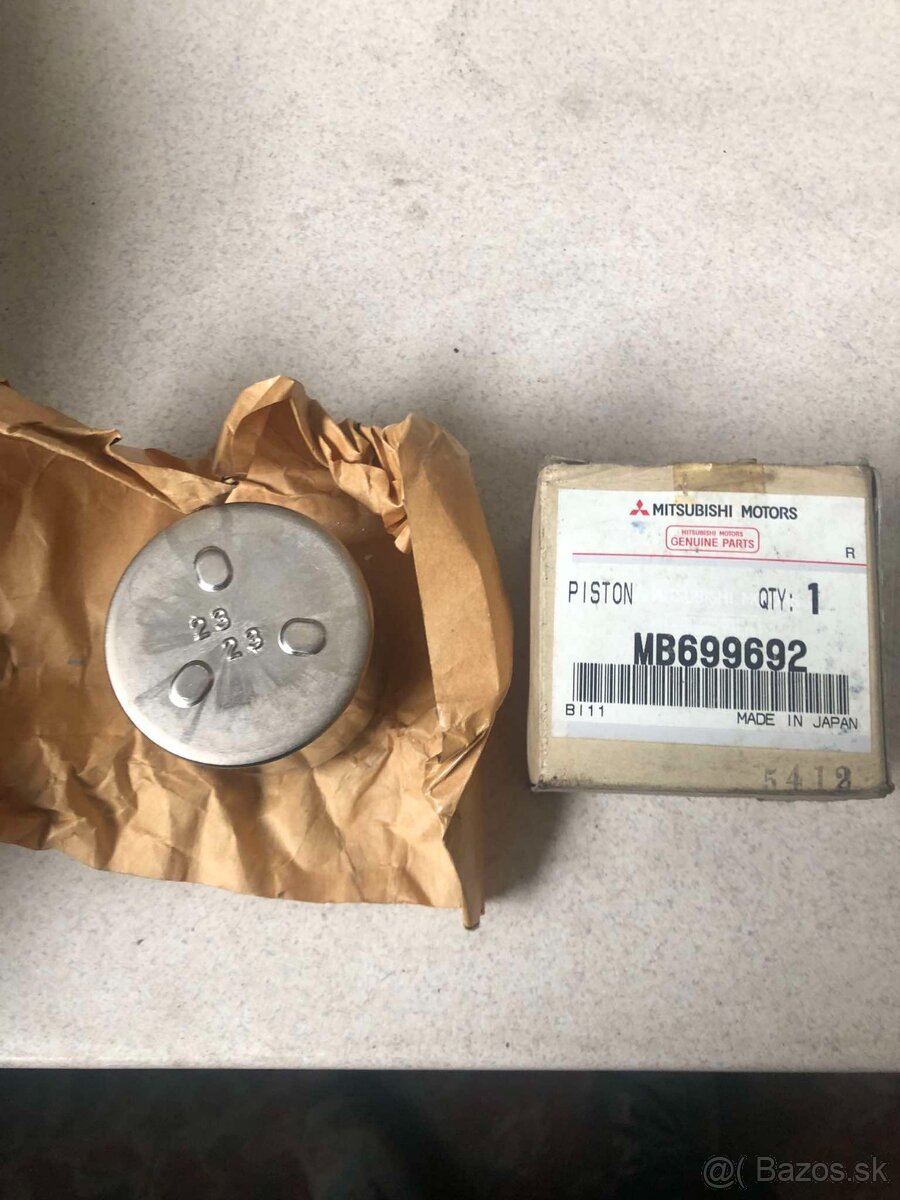 23
23
MITSUBISHI MOTORS
MITSUBISHI MOTORS
GENUINE PARTS
R
PISTON QTY: 1
MB699692
BI11 MADE IN JAPAN
5412
@( Bazos.sk